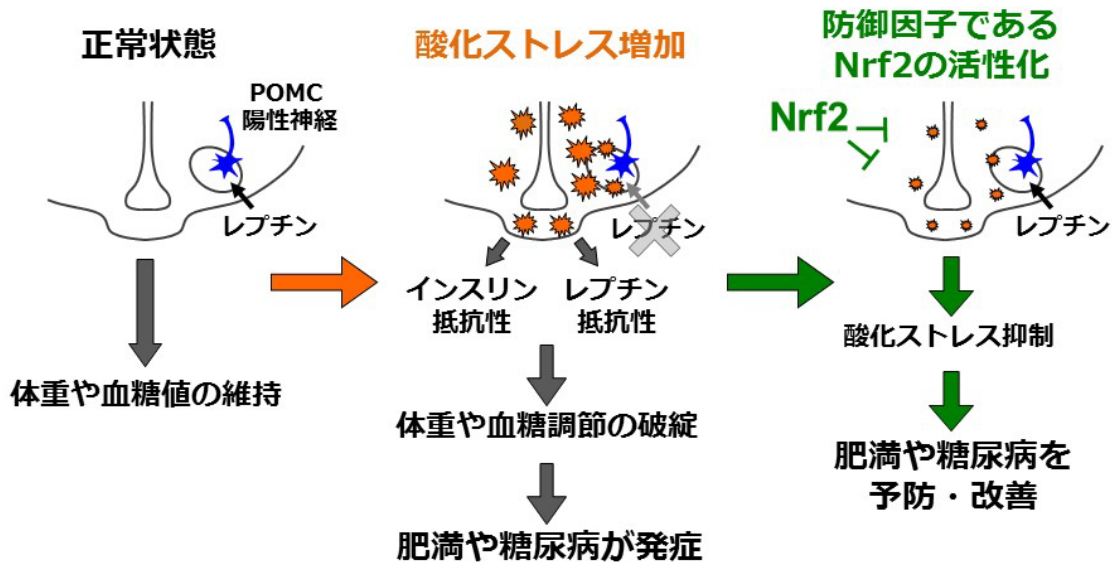 正常状態
POMC
陽性神経
レプチン
体重や血糖値の維持
酸化ストレス増加
レプチン
インスリン
抵抗性
レプチン
抵抗性
体重や血糖調節の破綻
肥満や糖尿病が発症
防御因子である
Nrf2の活性化
Nrf2
レプチン
酸化ストレス抑制
肥満や糖尿病を
予防・改善